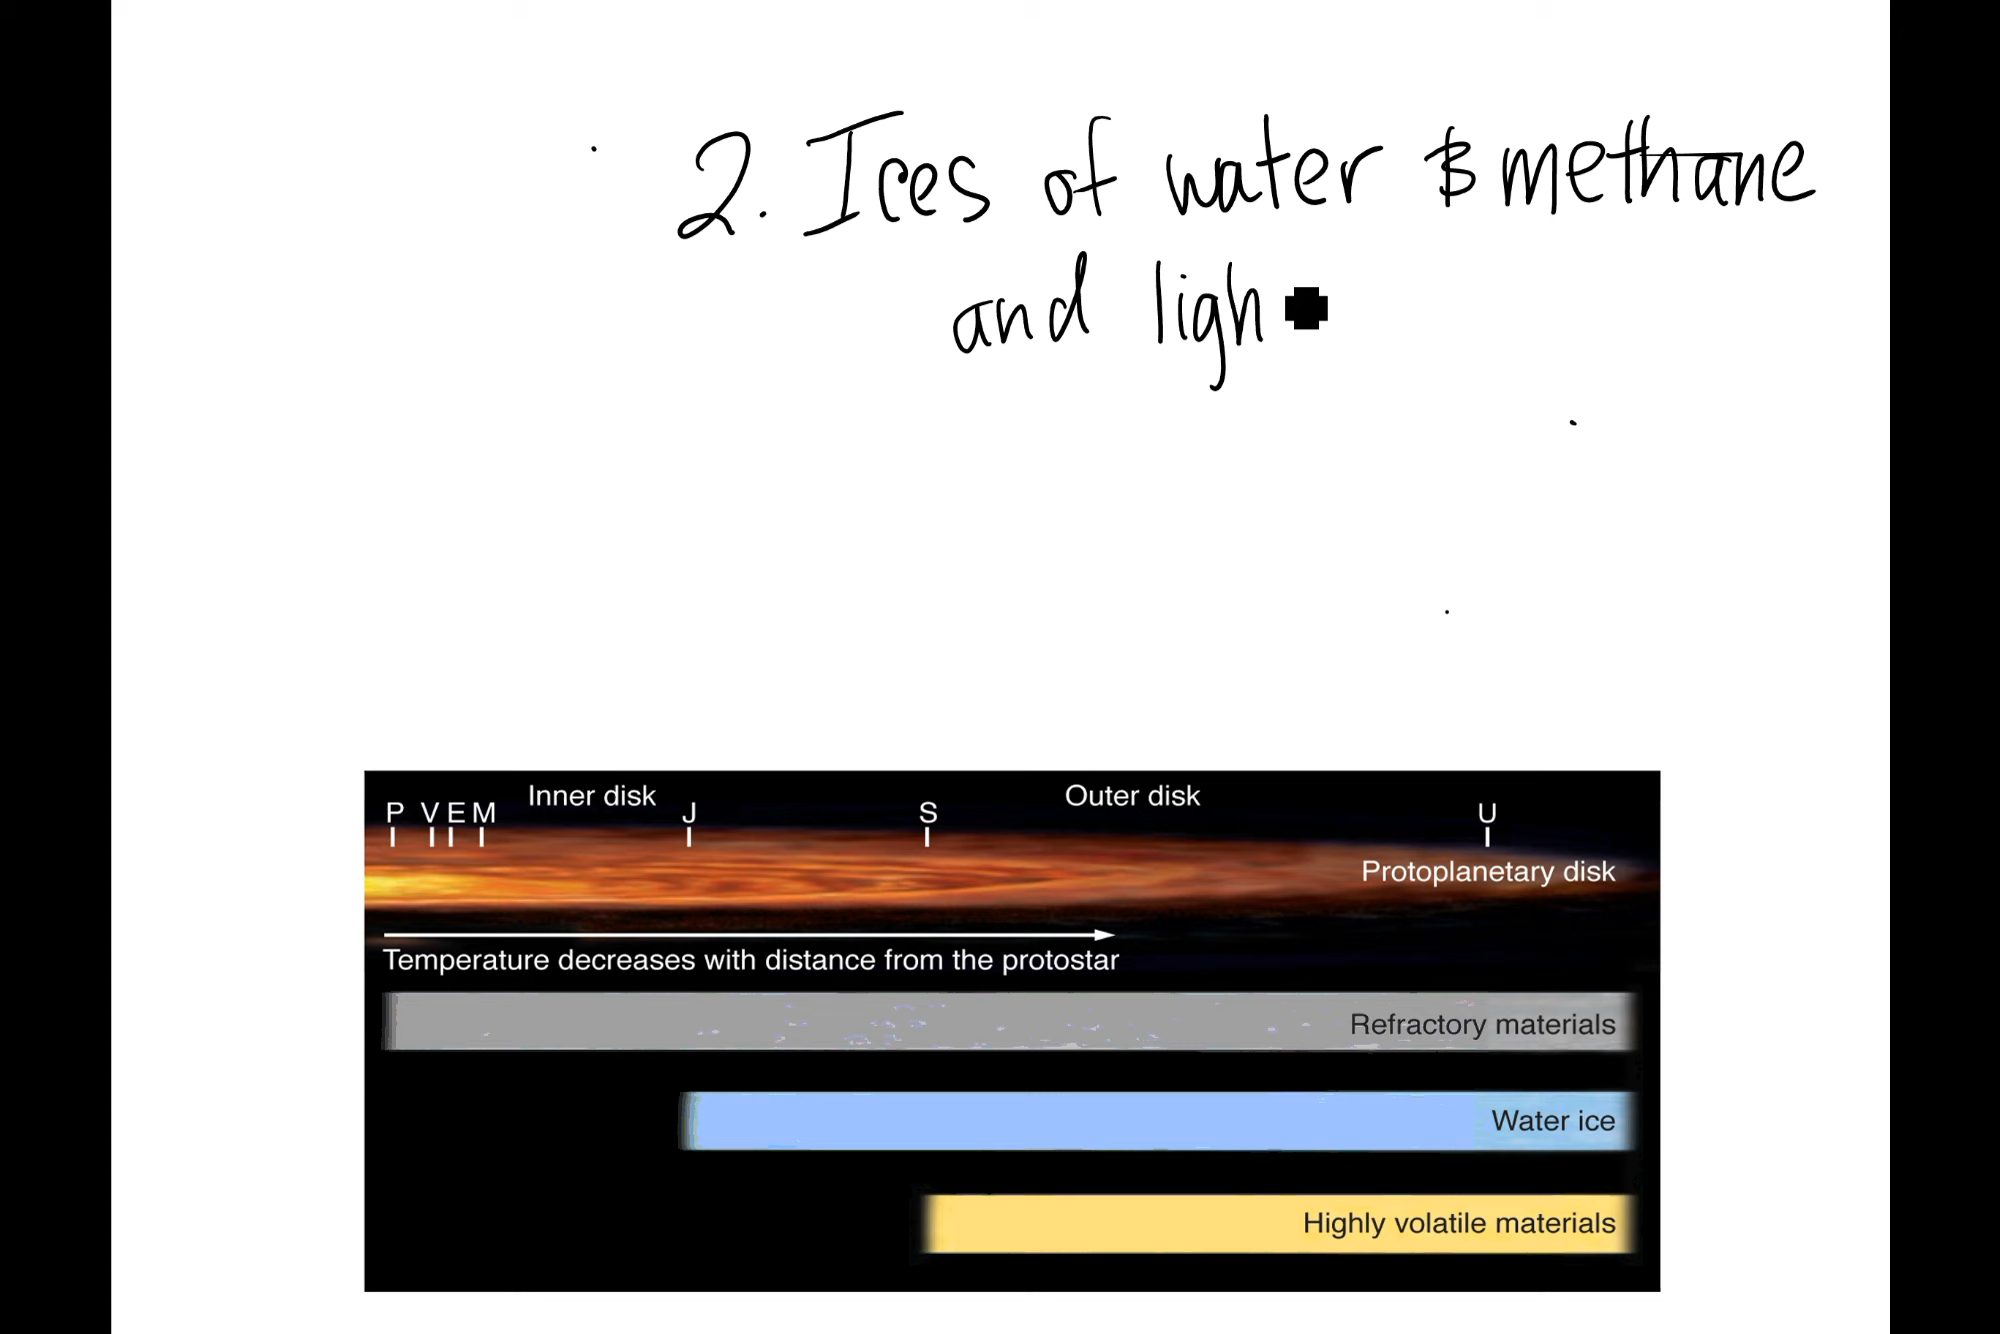 2. Ices of water & methane
and ligh
Inner disk
Outer disk
P V E M J S U
Protoplanetary disk
Temperature decreases with distance from the protostar
Refractory materials
Water ice
Highly volatile materials